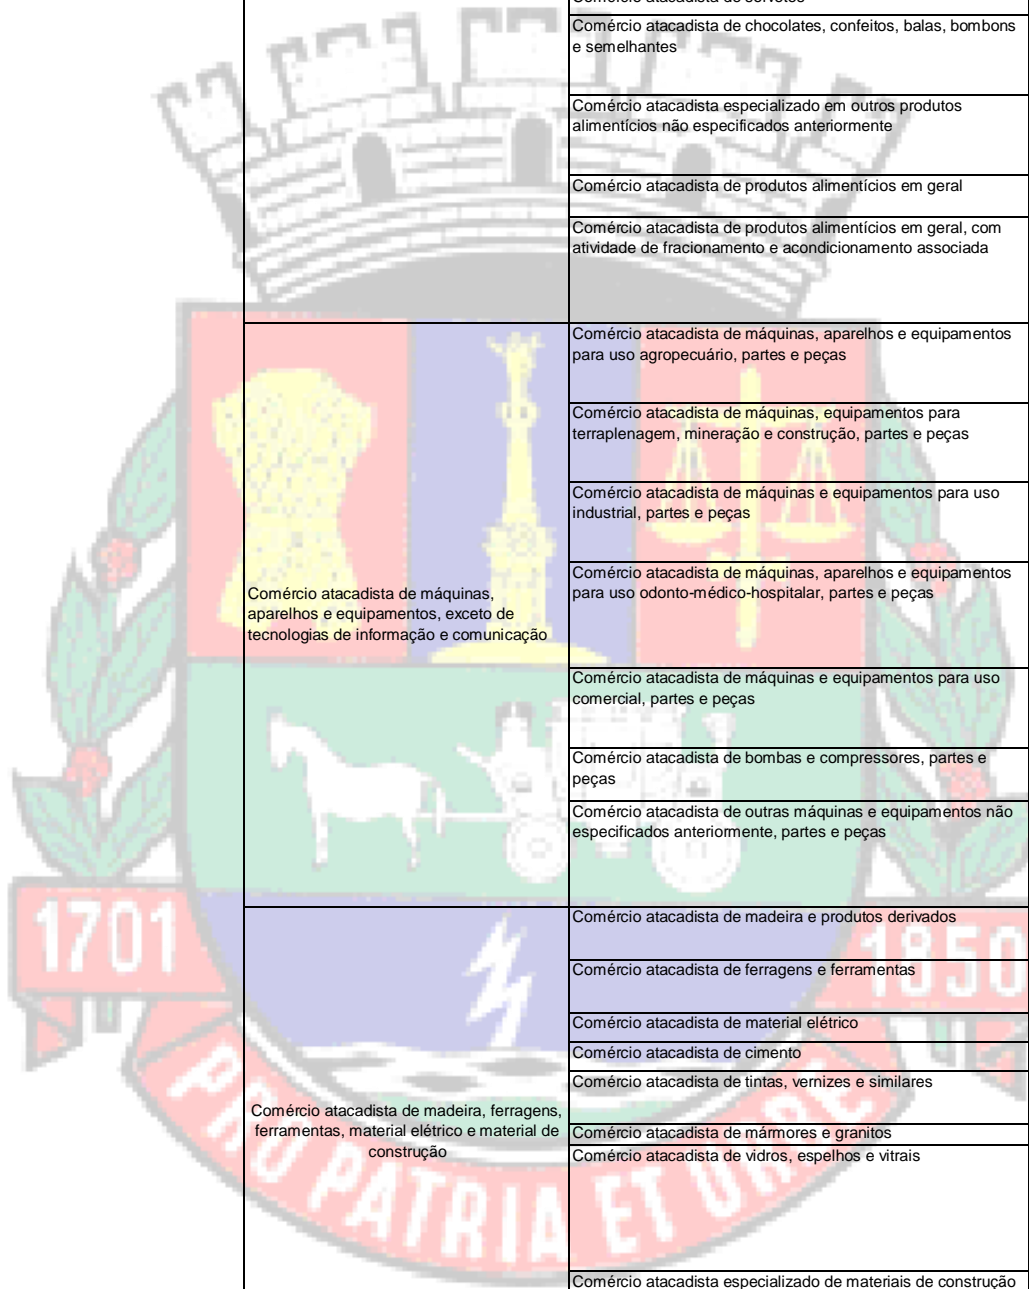 Comércio atacadista de sorvetes
Comércio atacadista de chocolates, confeitos, balas, bombons
e semelhantes
Comércio atacadista especializado em outros produtos
alimentícios não especificados anteriormente
Comércio atacadista de produtos alimentícios em geral
Comércio atacadista de produtos alimentícios em geral, com
atividade de fracionamento e acondicionamento associada
Comércio atacadista de máquinas,
aparelhos e equipamentos, exceto de
tecnologias de informação e comunicação
Comércio atacadista de máquinas, aparelhos e equipamentos
para uso agropecuário, partes e peças
Comércio atacadista de máquinas, equipamentos para
terraplenagem, mineração e construção, partes e peças
Comércio atacadista de máquinas e equipamentos para uso
industrial, partes e peças
Comércio atacadista de máquinas, aparelhos e equipamentos
para uso odonto-médico-hospitalar, partes e peças
Comércio atacadista de máquinas e equipamentos para uso
comercial, partes e peças
Comércio atacadista de bombas e compressores, partes e
peças
Comércio atacadista de outras máquinas e equipamentos não
especificados anteriormente, partes e peças
Comércio atacadista de madeira, ferragens,
ferramentas, material elétrico e material de
construção
Comércio atacadista de madeira e produtos derivados
Comércio atacadista de ferragens e ferramentas
Comércio atacadista de material elétrico
Comércio atacadista de cimento
Comércio atacadista de tintas, vernizes e similares
Comércio atacadista de mármores e granitos
Comércio atacadista de vidros, espelhos e vitrais
Comércio atacadista especializado de materiais de construção
1701
1850
PRO PATRIA ET URBE